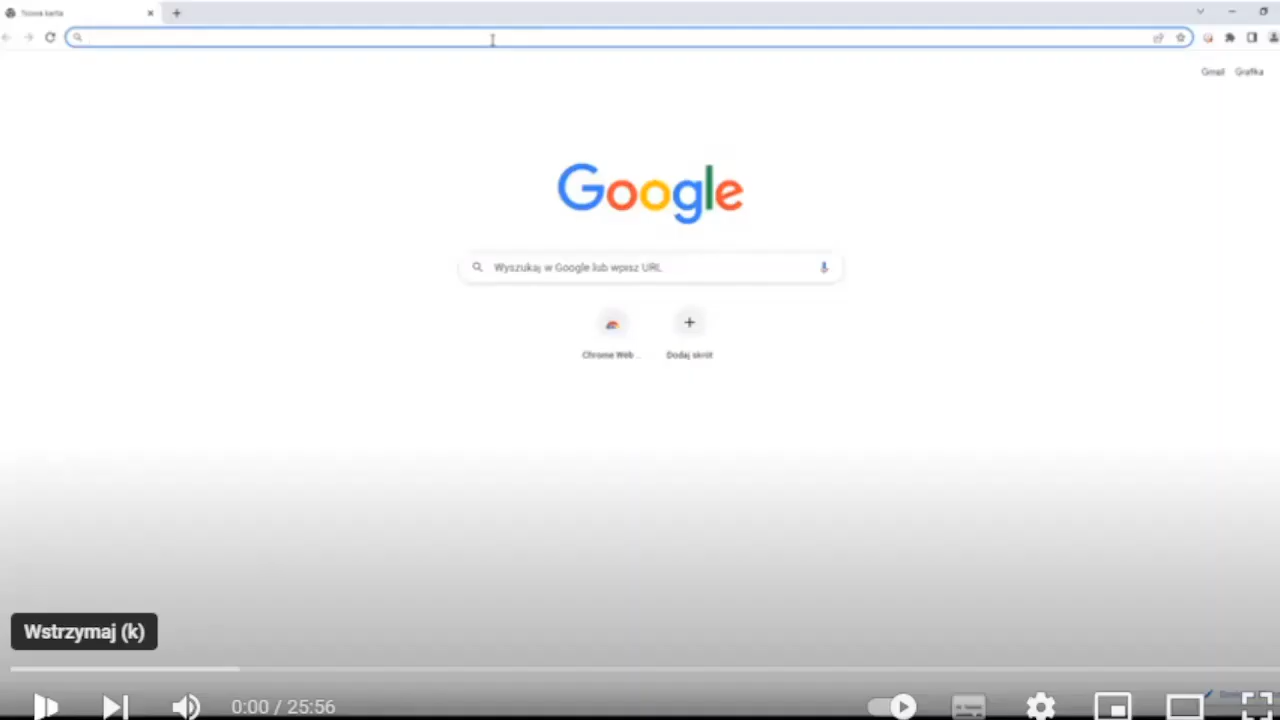 Nowa karta
Gmail Grafika
Google
Wyszukaj w Google lub wpisz URL
Chrome Web ...
Dodaj skrót
Wstrzymaj (k)
0:00 / 25:56